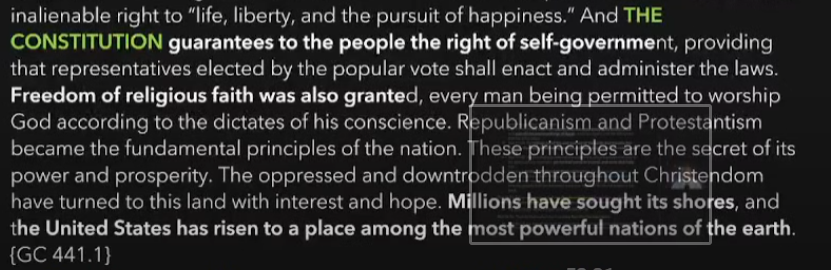 inalienable right to “life, liberty, and the pursuit of happiness.” And THE
CONSTITUTION guarantees to the people the right of self-government, providing
that representatives elected by the popular vote shall enact and administer the laws.
Freedom of religious faith was also granted, every man being permitted to worship
God according to the dictates of his conscience. Republicanism and Protestantism
became the fundamental principles of the nation. These principles are the secret of its
power and prosperity. The oppressed and downtrodden throughout Christendom
have turned to this land with interest and hope. Millions have sought its shores, and
the United States has risen to a place among the most powerful nations of the earth.
{GC 441.1}